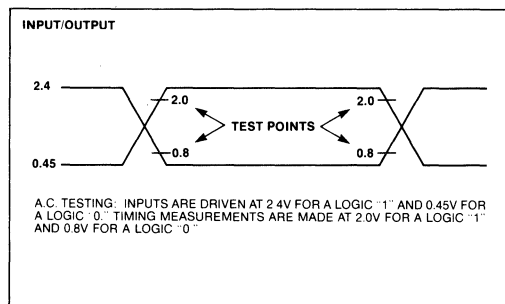 INPUT/OUTPUT
2.4
2.0
2.0
TEST POINTS
0.8
0.8
0.45
A.C. TESTING: INPUTS ARE DRIVEN AT 2 4V FOR A LOGIC "1" AND 0.45V FOR
A LOGIC "0." TIMING MEASUREMENTS ARE MADE AT 2.0V FOR A LOGIC "1"
AND 0.8V FOR A LOGIC "0"